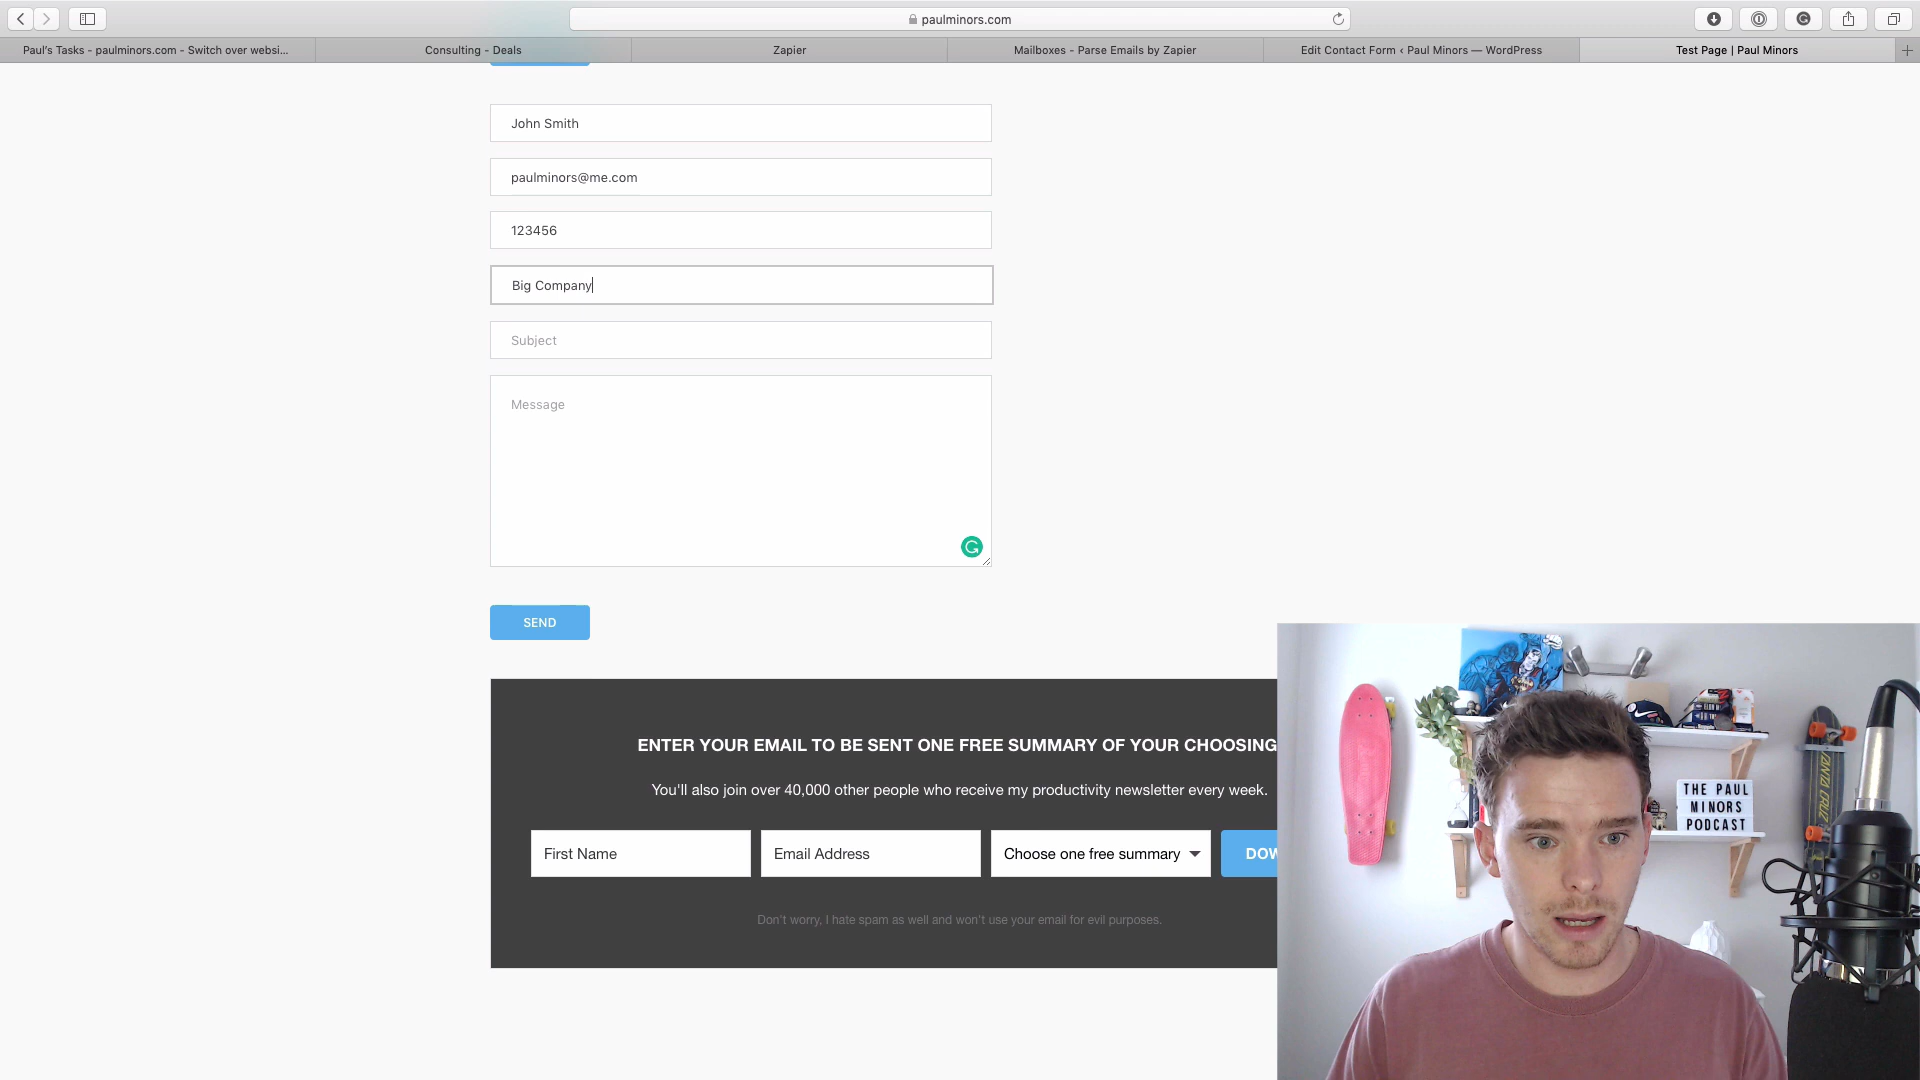 paulminors.com
Paul's Tasks - paulminors.com - Switch over websi...
Consulting - Deals
Zapier
Mailboxes - Parse Emails by Zapier
Edit Contact Form ‹ Paul Minors — WordPress
Test Page | Paul Minors
John Smith
paulminors@me.com
123456
Big Company
Subject
Message
SEND
ENTER YOUR EMAIL TO BE SENT ONE FREE SUMMARY OF YOUR CHOOSING
You'll also join over 40,000 other people who receive my productivity newsletter every week.
First Name
Email Address
Choose one free summary
DOW
Don't worry, I hate spam as well and won't use your email for evil purposes.
THE PAUL
MINORS
PODCAST